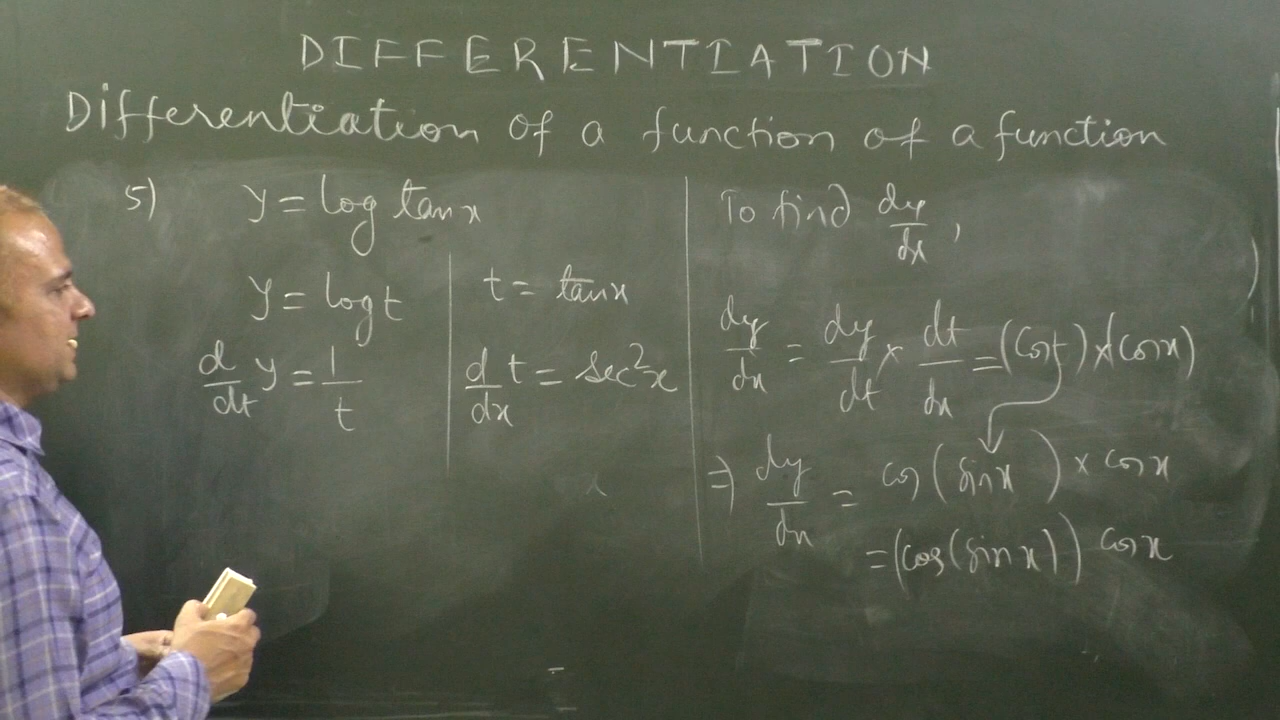 DIFFERENTIATION
Differentiation of a function of a function
5) y = log tan x
y = log t
d/dt y = 1/t
t = tan x
d/dx t = sec²x
To find dy/dx,
dy/dx = dy/dt × dt/dx = (cos t) × (cos x)
⇒ dy/dx = cos (sin x) × cos x
= (cos(sin x)) cos x